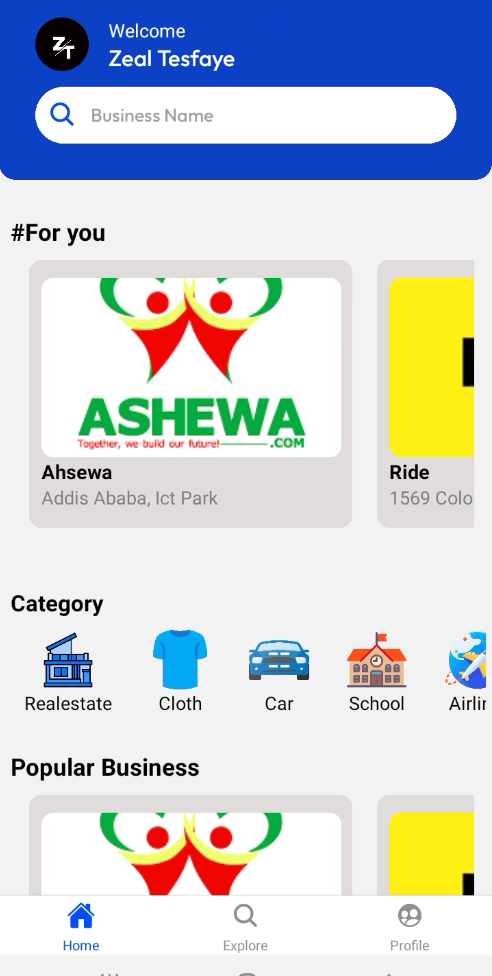 ZT
Welcome
Zeal Tesfaye
Business Name
#For you
ASHEWA
Together, we build our future! .COM
Ahsewa
Addis Ababa, Ict Park
Ride
1569 Colo
Category
Realestate
Cloth
Car
School
Airlin
Popular Business
Home
Explore
Profile